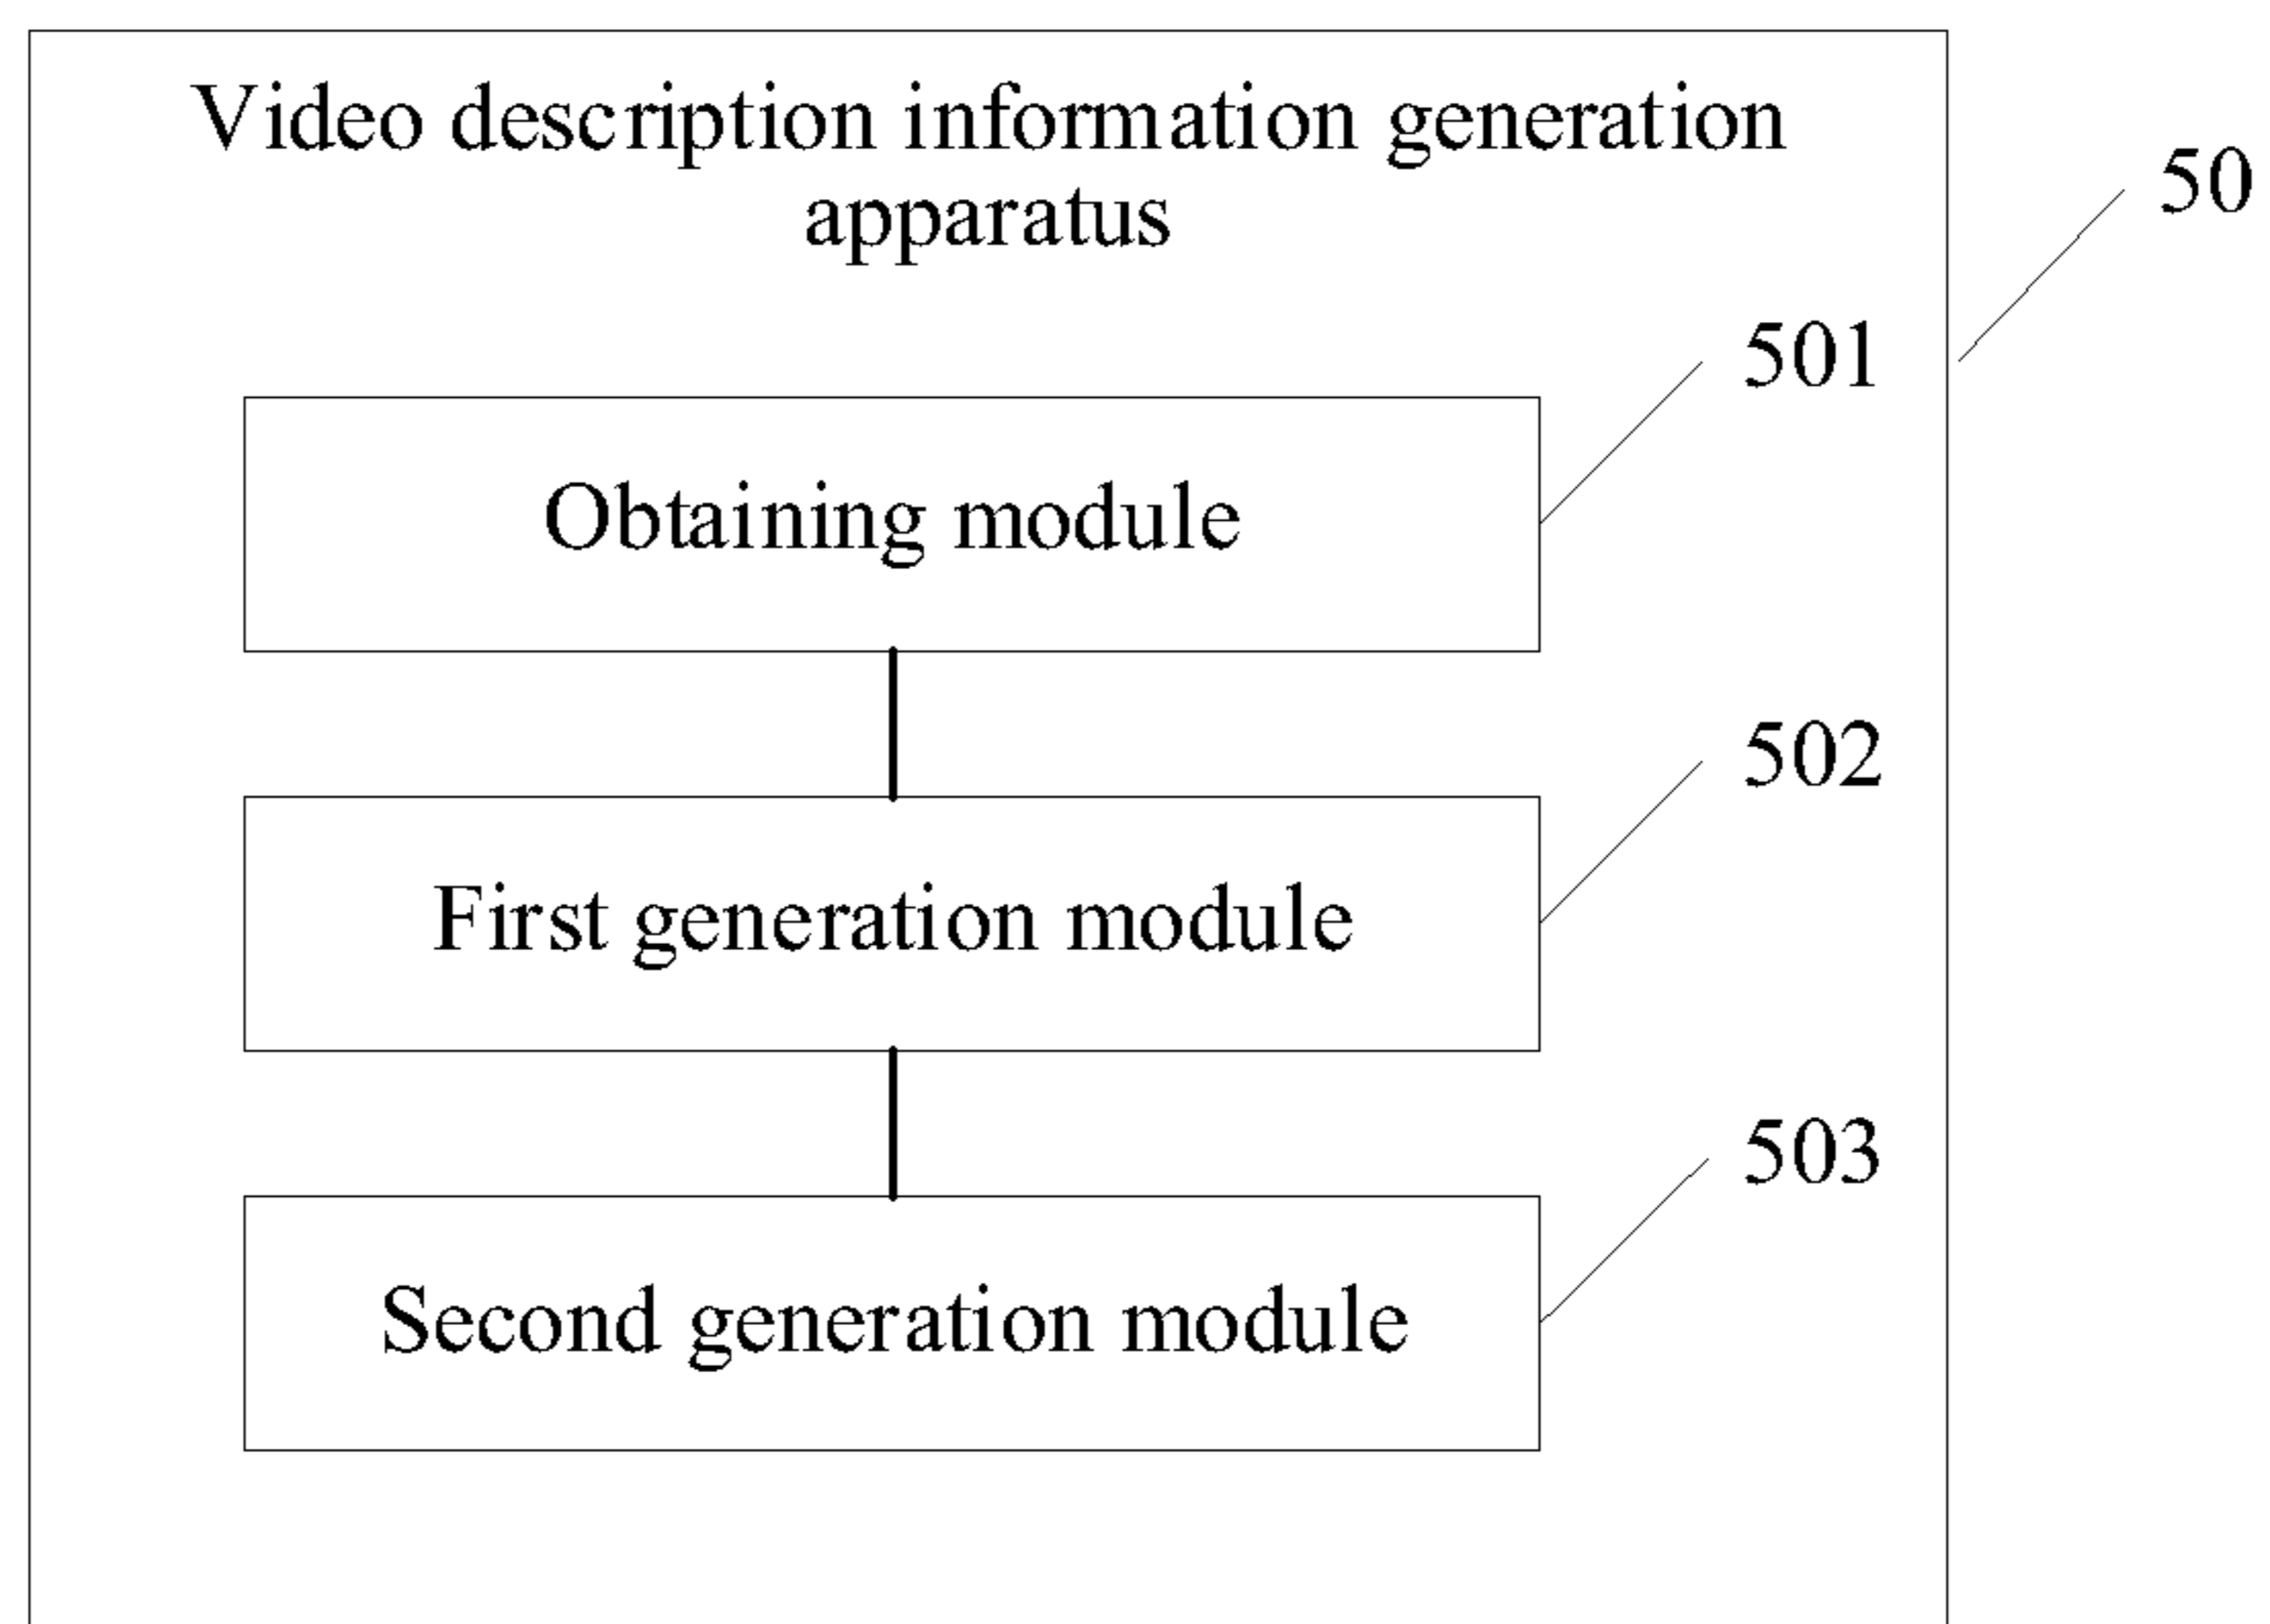 Video description information generation
apparatus
50
501
Obtaining module
502
First generation module
503
Second generation module